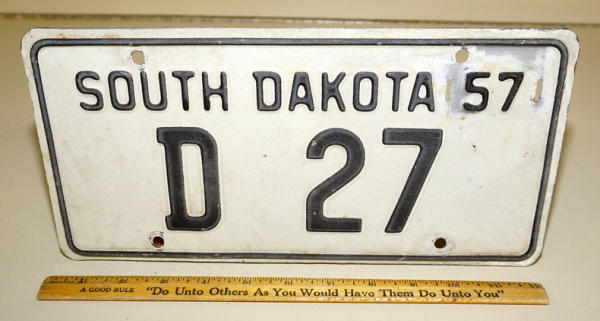 SOUTH DAKOTA 57
D 27
A GOOD RULE "Do Unto Others As You Would Have Them Do Unto You"